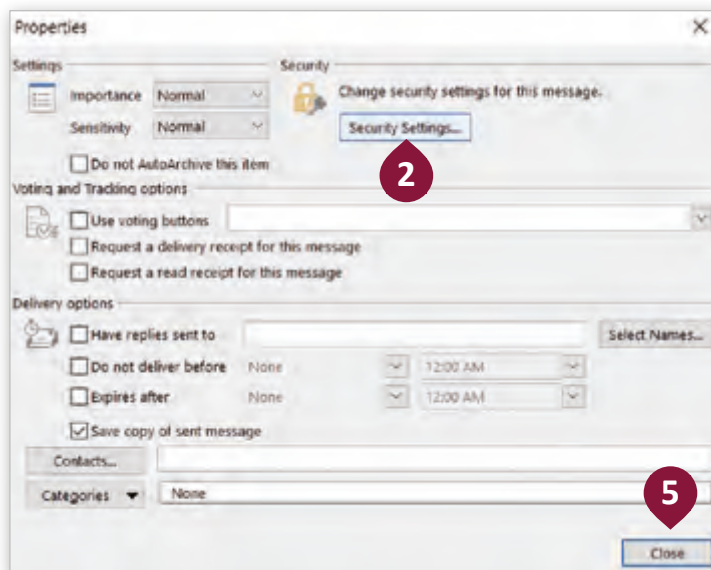 Properties
Settings Security
Importance Normal Change security settings for this message.
Sensitivity Normal Security Settings...
2
Do not AutoArchive this item
Voting and Tracking options
Use voting buttons
Request a delivery receipt for this message
Request a read receipt for this message
Delivery options
Have replies sent to Select Names...
Do not deliver before None 12:00 AM
Expires after None 12:00 AM
Save copy of sent message
Contacts...
Categories None
5
Close